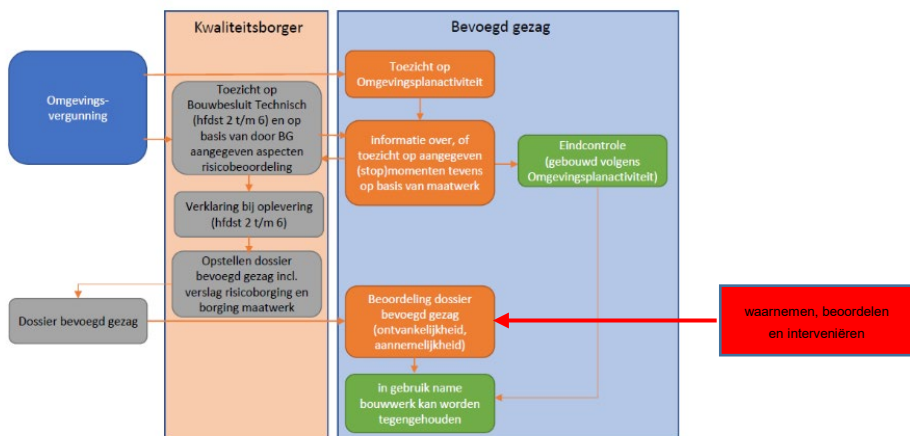 Kwaliteitsborger
Bevoegd gezag
Omgevings-
vergunning
Toezicht op
Bouwbesluit Technisch
(hfdst 2 t/m 6) en op
basis van door BG
aangegeven aspecten
risicobeoordeling
Toezicht op
Omgevingsplanactiviteit
informatie over, of
toezicht op aangegeven
(stop)momenten tevens
op basis van maatwerk
Eindcontrole
(gebouwd volgens
Omgevingsplanactiviteit)
Verklaring bij oplevering
(hfdst 2 t/m 6)
Opstellen dossier
bevoegd gezag incl.
verslag risicoborging en
borging maatwerk
Dossier bevoegd gezag
Beoordeling dossier
bevoegd gezag
(ontvankelijkheid,
aannemelijkheid)
waarnemen, beoordelen
en interveniëren
in gebruik name
bouwwerk kan worden
tegengehouden